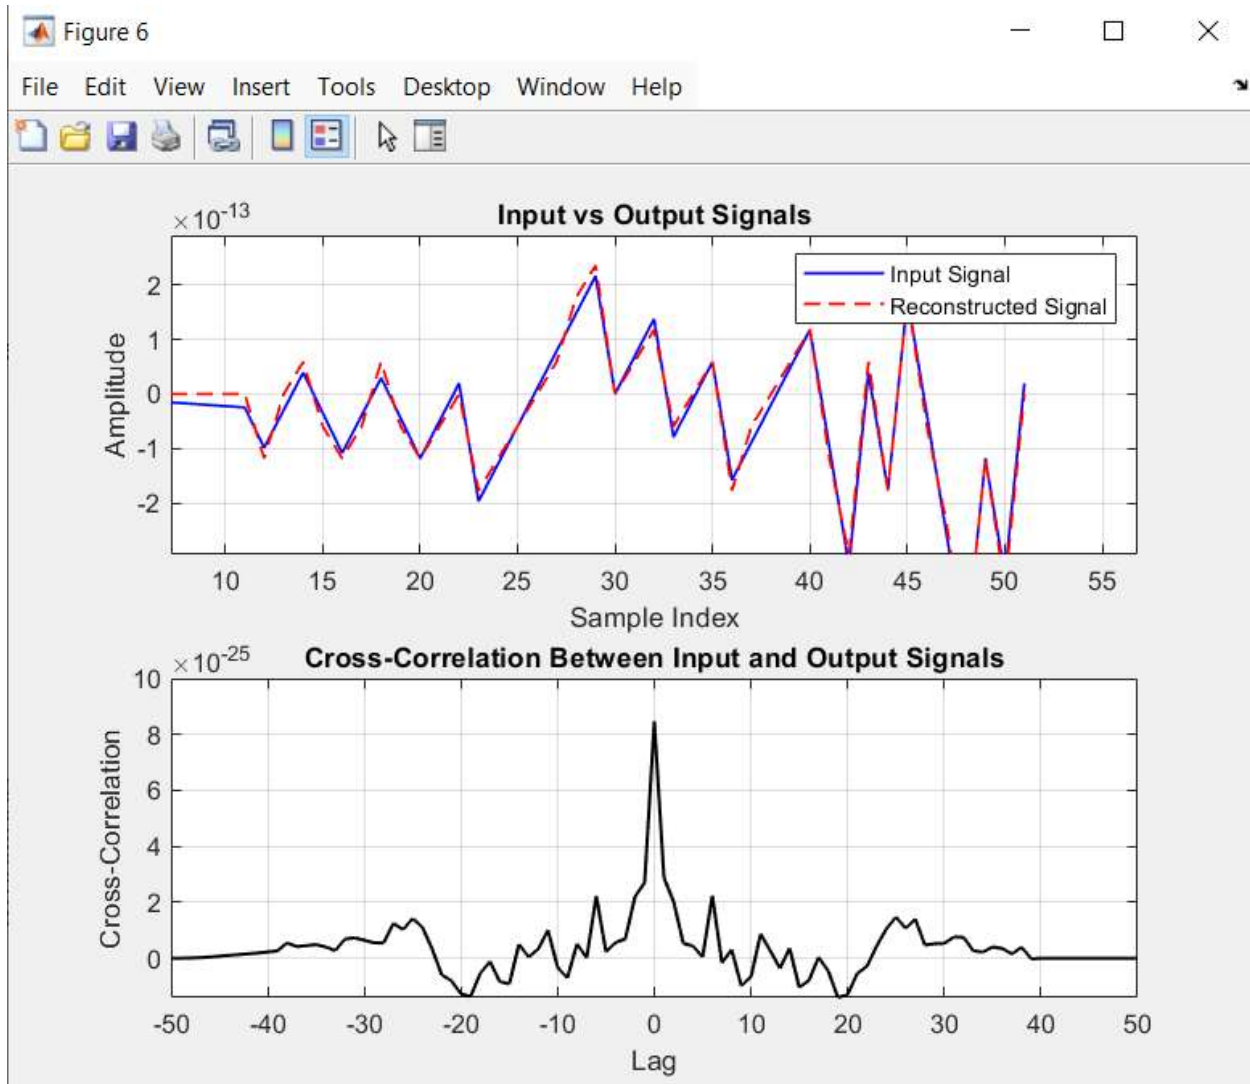 Figure 6
File Edit View Insert Tools Desktop Window Help
×10-13
Input vs Output Signals
Input Signal
Reconstructed Signal
Amplitude
2
1
0
-1
-2
10 15 20 25 30 35 40 45 50 55
Sample Index
×10-25
Cross-Correlation Between Input and Output Signals
Cross-Correlation
10
8
6
4
2
0
-50 -40 -30 -20 -10 0 10 20 30 40 50
Lag